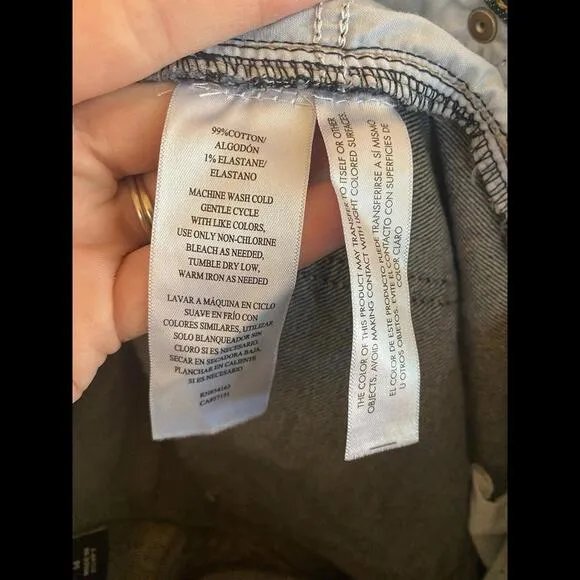 99%COTTON/
ALGODÓN
1% ELASTANE/
ELASTANO
MACHINE WASH COLD
GENTLE CYCLE
WITH LIKE COLORS,
USE ONLY NON-CHLORINE
BLEACH AS NEEDED,
TUMBLE DRY LOW,
WARM IRON AS NEEDED
LAVAR A MÁQUINA EN CICLO
SUAVE EN FRÍO CON
COLORES SIMILARES, UTILIZAR
SOLO BLANQUEADOR SIN
CLORO SI ES NECESARIO,
SECAR EN SECADORA BAJA,
PLANCHAR EN CALIENTE
SI ES NECESARIO
CA#57151
THE COLOR OF THIS PRODUCT MAY TRANSFER TO ITSELF OR OTHER
OBJECTS. AVOID MAKING CONTACT WITH LIGHT COLORED SURFACES.
EL COLOR DE ESTE PRODUCTO PUEDE TRANSFERIRSE A SÍ MISMO
U OTROS OBJETOS. EVITE EL CONTACTO CON SUPERFICIES DE
COLOR CLARO